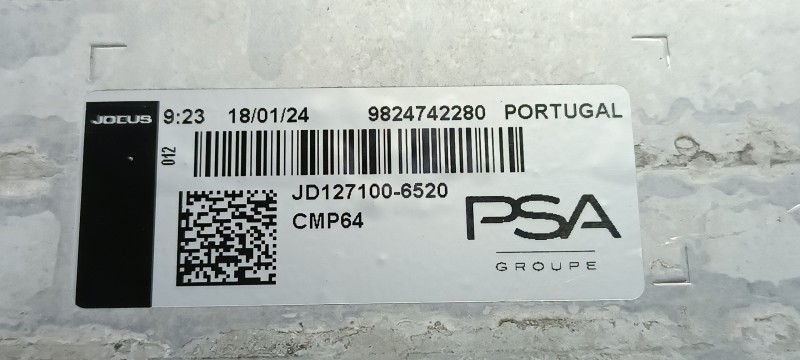 JDEUS 9:23 18/01/24 9824742280 PORTUGAL
012
JD127100-6520
CMP64
PSA
GROUPE